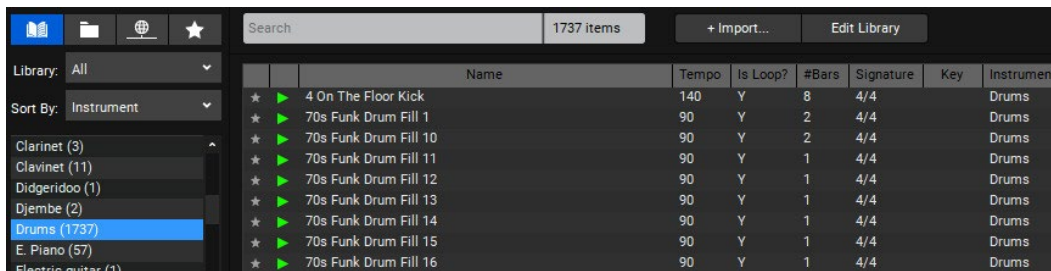 Search 1737 items + Import... Edit Library
Library: All
Sort By: Instrument
Clarinet (3)
Clavinet (11)
Didgeridoo (1)
Djembe (2)
Drums (1737)
E. Piano (57)
Electric guitar (1)
Name Tempo Is Loop? #Bars Signature Key Instrumen
4 On The Floor Kick 140 Y 8 4/4 Drums
70s Funk Drum Fill 1 90 Y 2 4/4 Drums
70s Funk Drum Fill 10 90 Y 2 4/4 Drums
70s Funk Drum Fill 11 90 Y 1 4/4 Drums
70s Funk Drum Fill 12 90 Y 1 4/4 Drums
70s Funk Drum Fill 13 90 Y 1 4/4 Drums
70s Funk Drum Fill 14 90 Y 1 4/4 Drums
70s Funk Drum Fill 15 90 Y 1 4/4 Drums
70s Funk Drum Fill 16 90 Y 1 4/4 Drums